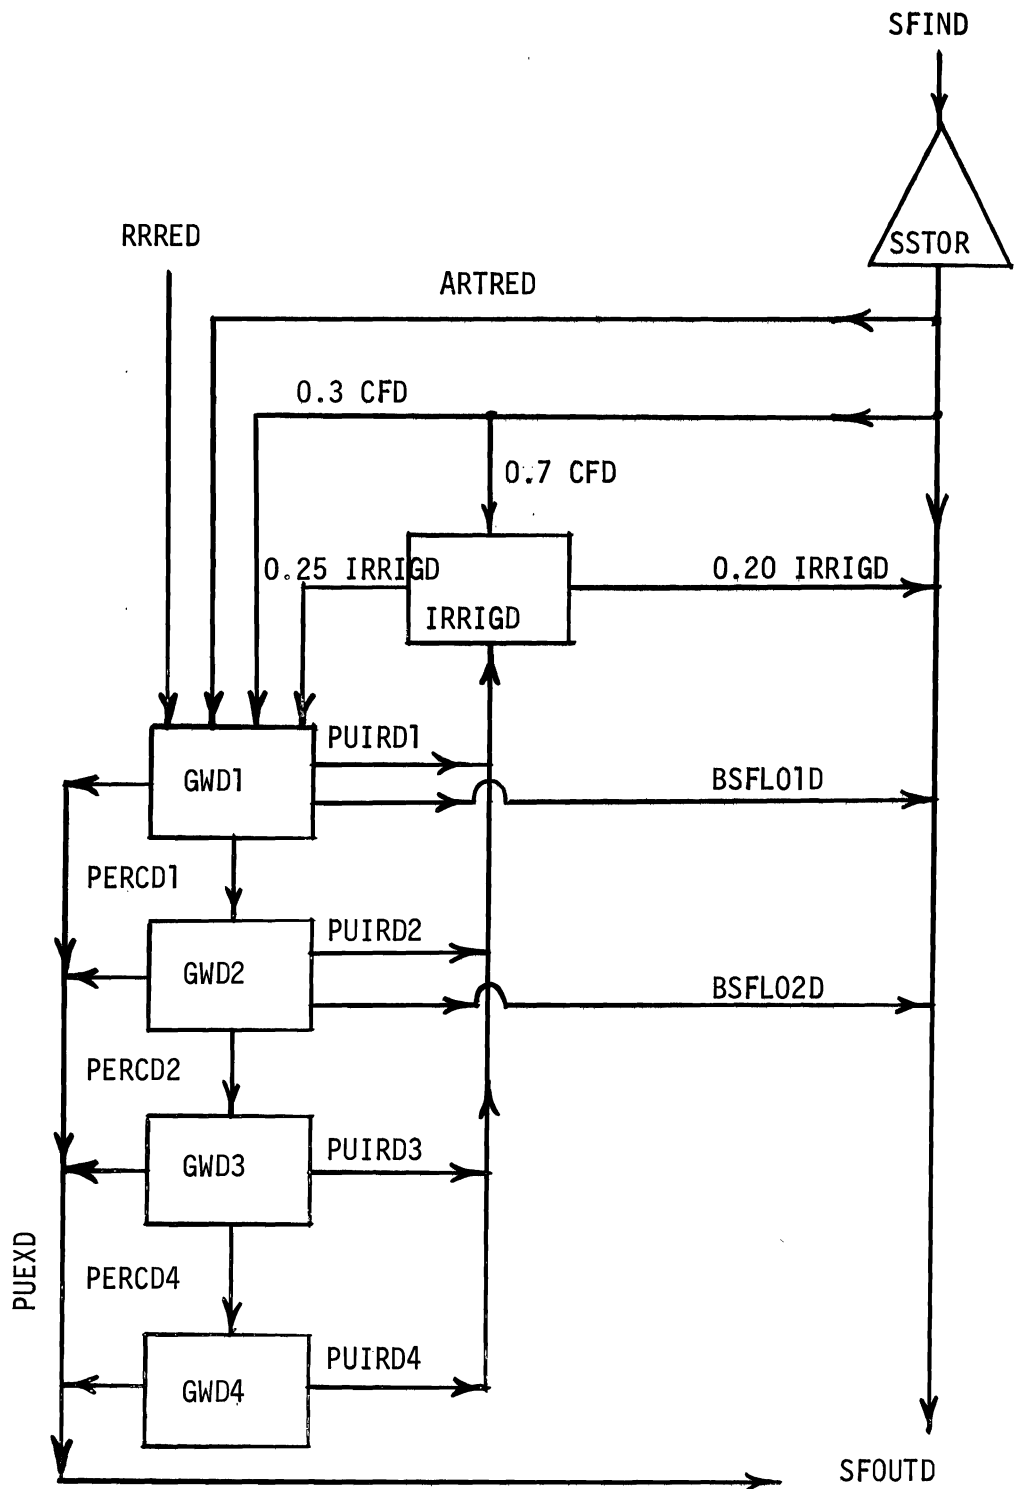 SFIND
SSTOR
RRRED
ARTRED
0.3 CFD
0.7 CFD
0.25 IRRIGD
0.20 IRRIGD
IRRIGD
PUIRD1
GWD1
BSFLO1D
PERCD1
PUIRD2
GWD2
BSFLO2D
PERCD2
PUIRD3
GWD3
PUEXD
PERCD4
PUIRD4
GWD4
SFOUTD